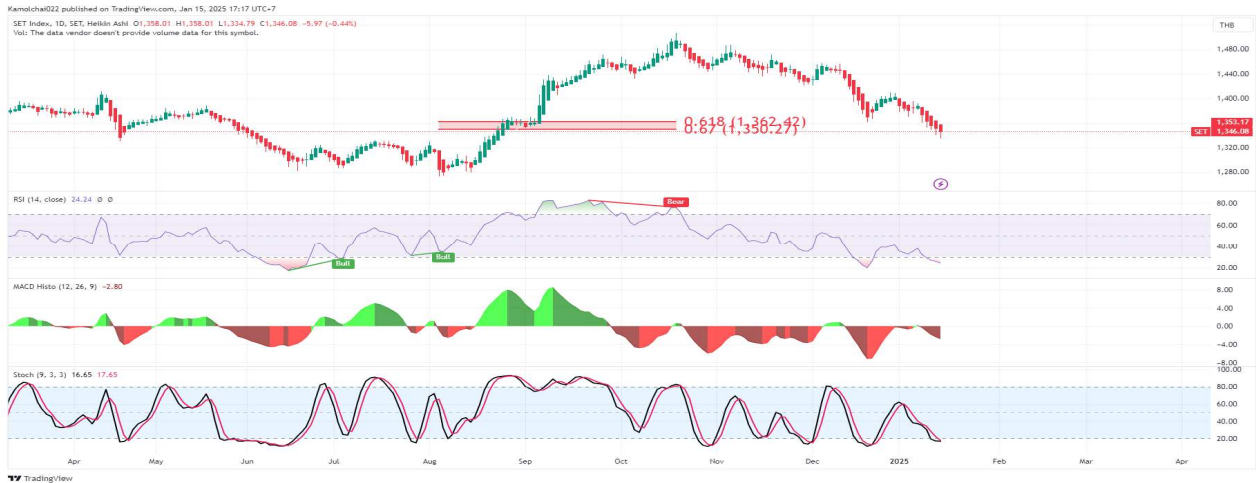 Kamolchai022 published on TradingView.com, Jan 15, 2025 17:17 UTC+7
SET Index, 1D, SET, Heikin Ashi O1,358.01 H1,358.01 L1,334.79 C1,346.08 -5.97 (-0.44%)
Vol: The data vendor doesn't provide volume data for this symbol.
THB
1,480.00
1,440.00
1,400.00
0.618 (1,362.42)
0.67 (1,350.27)
1,353.17
SET 1,346.08
1,320.00
1,280.00
RSI (14, close) 24.24 Ø Ø
Bear
Bull
Bull
80.00
60.00
40.00
20.00
MACD Histo (12, 26, 9) -2.80
8.00
4.00
0.00
-4.00
-8.00
Stoch (9, 3, 3) 16.65 17.65
100.00
80.00
60.00
40.00
20.00
Apr May Jun Jul Aug Sep Oct Nov Dec 2025 Feb Mar Apr
TradingView